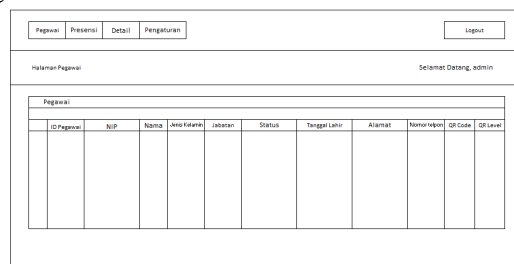 Pegawai Presensi Detail Pengaturan Logout
Halaman Pegawai Selamat Datang, admin
Pegawai
ID Pegawai NIP Nama Jenis Kelamin Jabatan Status Tanggal Lahir Alamat Nomor telpon QR Code QR Level